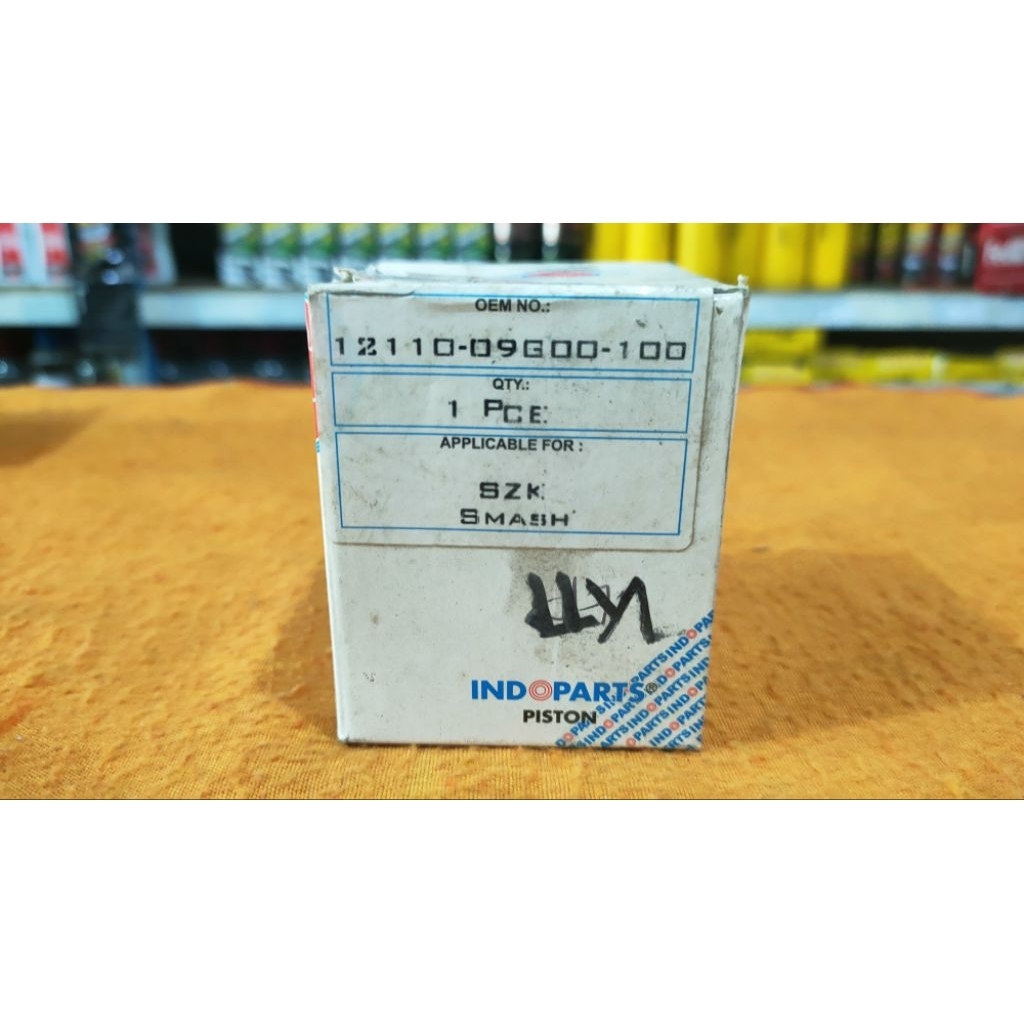 OEM NO.:
12110-09G00-100
QTY.:
1 PCE
APPLICABLE FOR :
SZK
SMASH
INDOPARTS®
PISTON